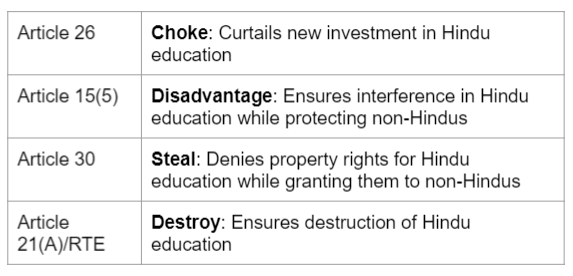 Article 26
Choke: Curtails new investment in Hindu
education
Article 15(5)
Disadvantage: Ensures interference in Hindu
education while protecting non-Hindus
Article 30
Steal: Denies property rights for Hindu
education while granting them to non-Hindus
Article
21(A)/RTE
Destroy: Ensures destruction of Hindu
education